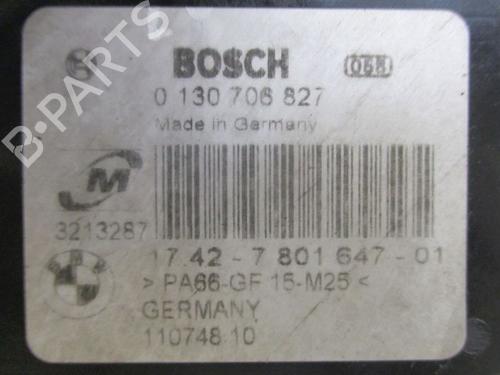 BOSCH 068
0 130 706 827
Made in Germany
M
3213287
17.42 - 7 801 647 - 01
> PA66-GF 15-M25 <
GERMANY
110748 10
B-PARTS